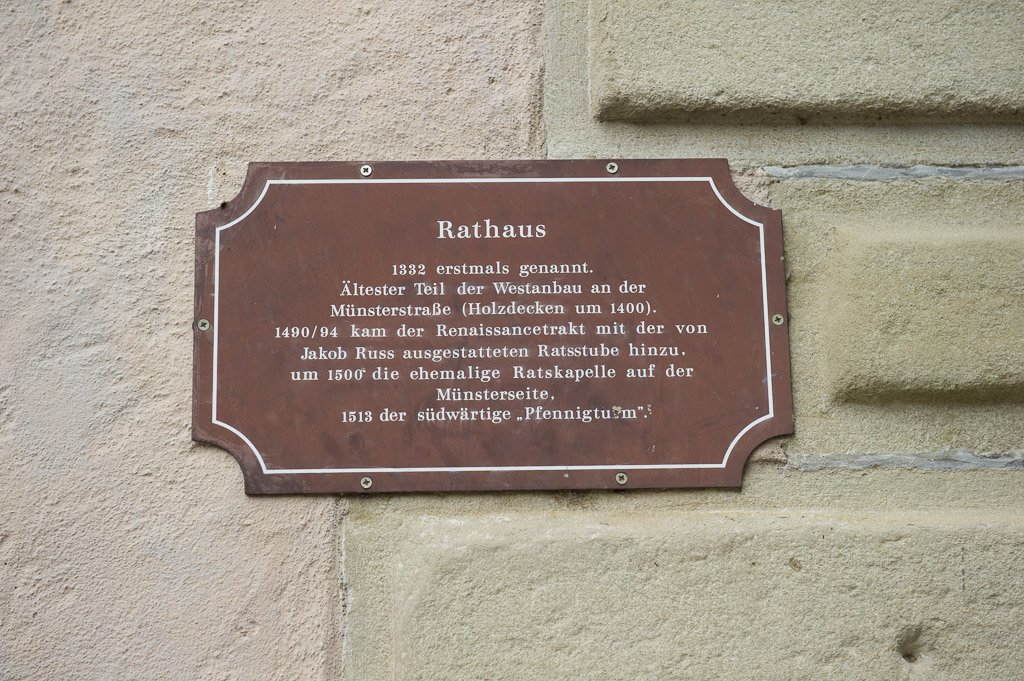 Rathaus
1332 erstmals genannt.
Ältester Teil der Westanbau an der
Münsterstraße (Holzdecken um 1400).
1490/94 kam der Renaissancetrakt mit der von
Jakob Russ ausgestatteten Ratsstube hinzu,
um 1500 die ehemalige Ratskapelle auf der
Münsterseite,
1513 der südwärtige „Pfennigturm”.